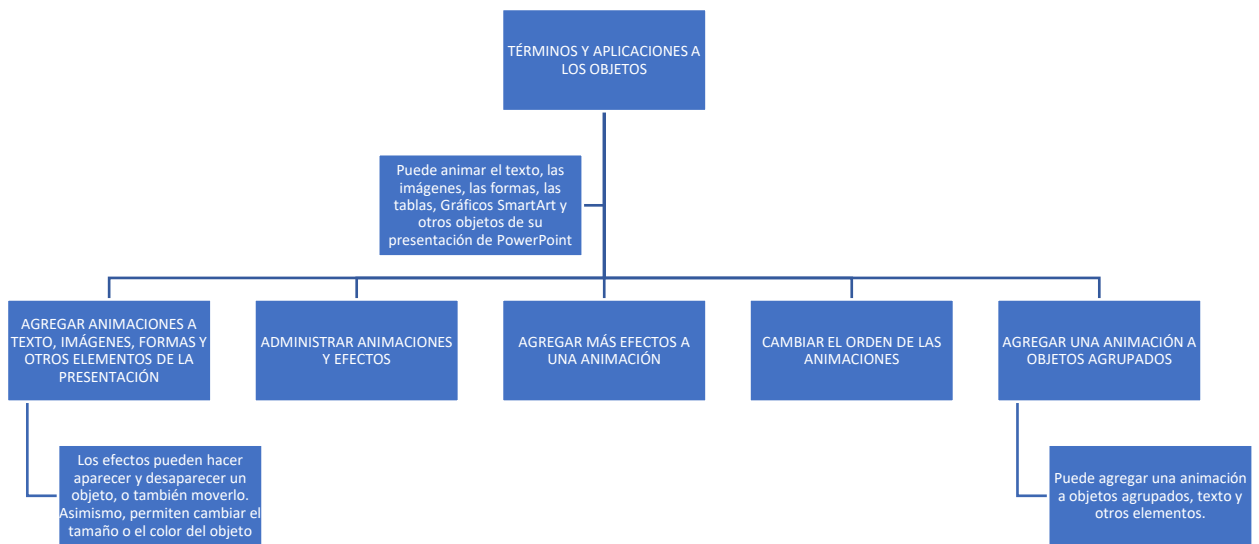 TÉRMINOS Y APLICACIONES A
LOS OBJETOS
Puede animar el texto, las
imágenes, las formas, las
tablas, Gráficos SmartArt y
otros objetos de su
presentación de PowerPoint
AGREGAR ANIMACIONES A
TEXTO, IMÁGENES, FORMAS Y
OTROS ELEMENTOS DE LA
PRESENTACIÓN
ADMINISTRAR ANIMACIONES
Y EFECTOS
AGREGAR MÁS EFECTOS A
UNA ANIMACIÓN
CAMBIAR EL ORDEN DE LAS
ANIMACIONES
AGREGAR UNA ANIMACIÓN A
OBJETOS AGRUPADOS
Los efectos pueden hacer
aparecer y desaparecer un
objeto, o también moverlo.
Asimismo, permiten cambiar el
tamaño o el color del objeto
Puede agregar una animación
a objetos agrupados, texto y
otros elementos.